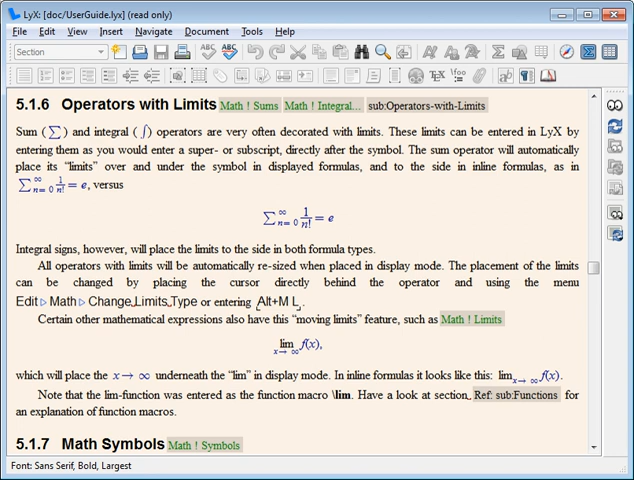 LyX: [doc/UserGuide.lyx] (read only)
File Edit View Insert Navigate Document Tools Help
Section
5.1.6 Operators with Limits Math ! Sums Math ! Integral... sub:Operators-with-Limits
Sum (∑) and integral (∫) operators are very often decorated with limits. These limits can be entered in LyX by
entering them as you would enter a super- or subscript, directly after the symbol. The sum operator will automatically
place its “limits” over and under the symbol in displayed formulas, and to the side in inline formulas, as in
∑ₙ₌₀^∞ 1/n! = e, versus
∑ₙ₌₀^∞ 1/n! = e
Integral signs, however, will place the limits to the side in both formula types.
All operators with limits will be automatically re-sized when placed in display mode. The placement of the limits
can be changed by placing the cursor directly behind the operator and using the menu
Edit▷Math▷Change Limits Type or entering Alt+M L.
Certain other mathematical expressions also have this “moving limits” feature, such as Math ! Limits
lim x→∞ f(x),
which will place the x→∞ underneath the “lim” in display mode. In inline formulas it looks like this: lim x→∞ f(x).
Note that the lim-function was entered as the function macro \lim. Have a look at section Ref: sub:Functions for
an explanation of function macros.
5.1.7 Math Symbols Math ! Symbols
Font: Sans Serif, Bold, Largest